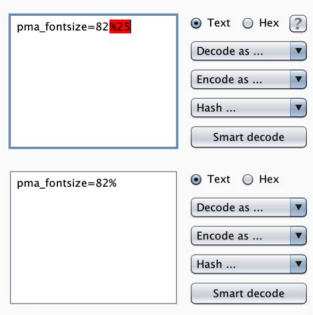 pma_fontsize=82%25
Text Hex ?
Decode as ...
Encode as ...
Hash ...
Smart decode
pma_fontsize=82%
Text Hex
Decode as ...
Encode as ...
Hash ...
Smart decode